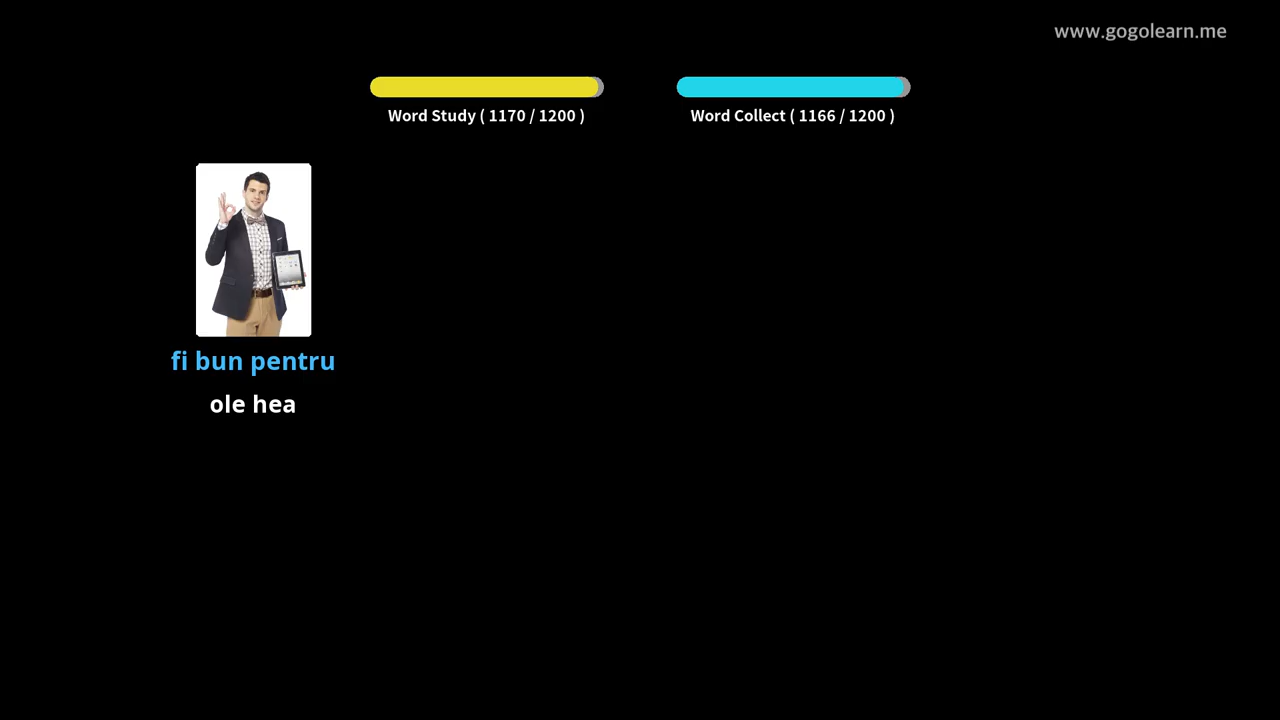 www.gogolearn.me
Word Study ( 1170 / 1200 )
Word Collect ( 1166 / 1200 )
fi bun pentru
ole hea